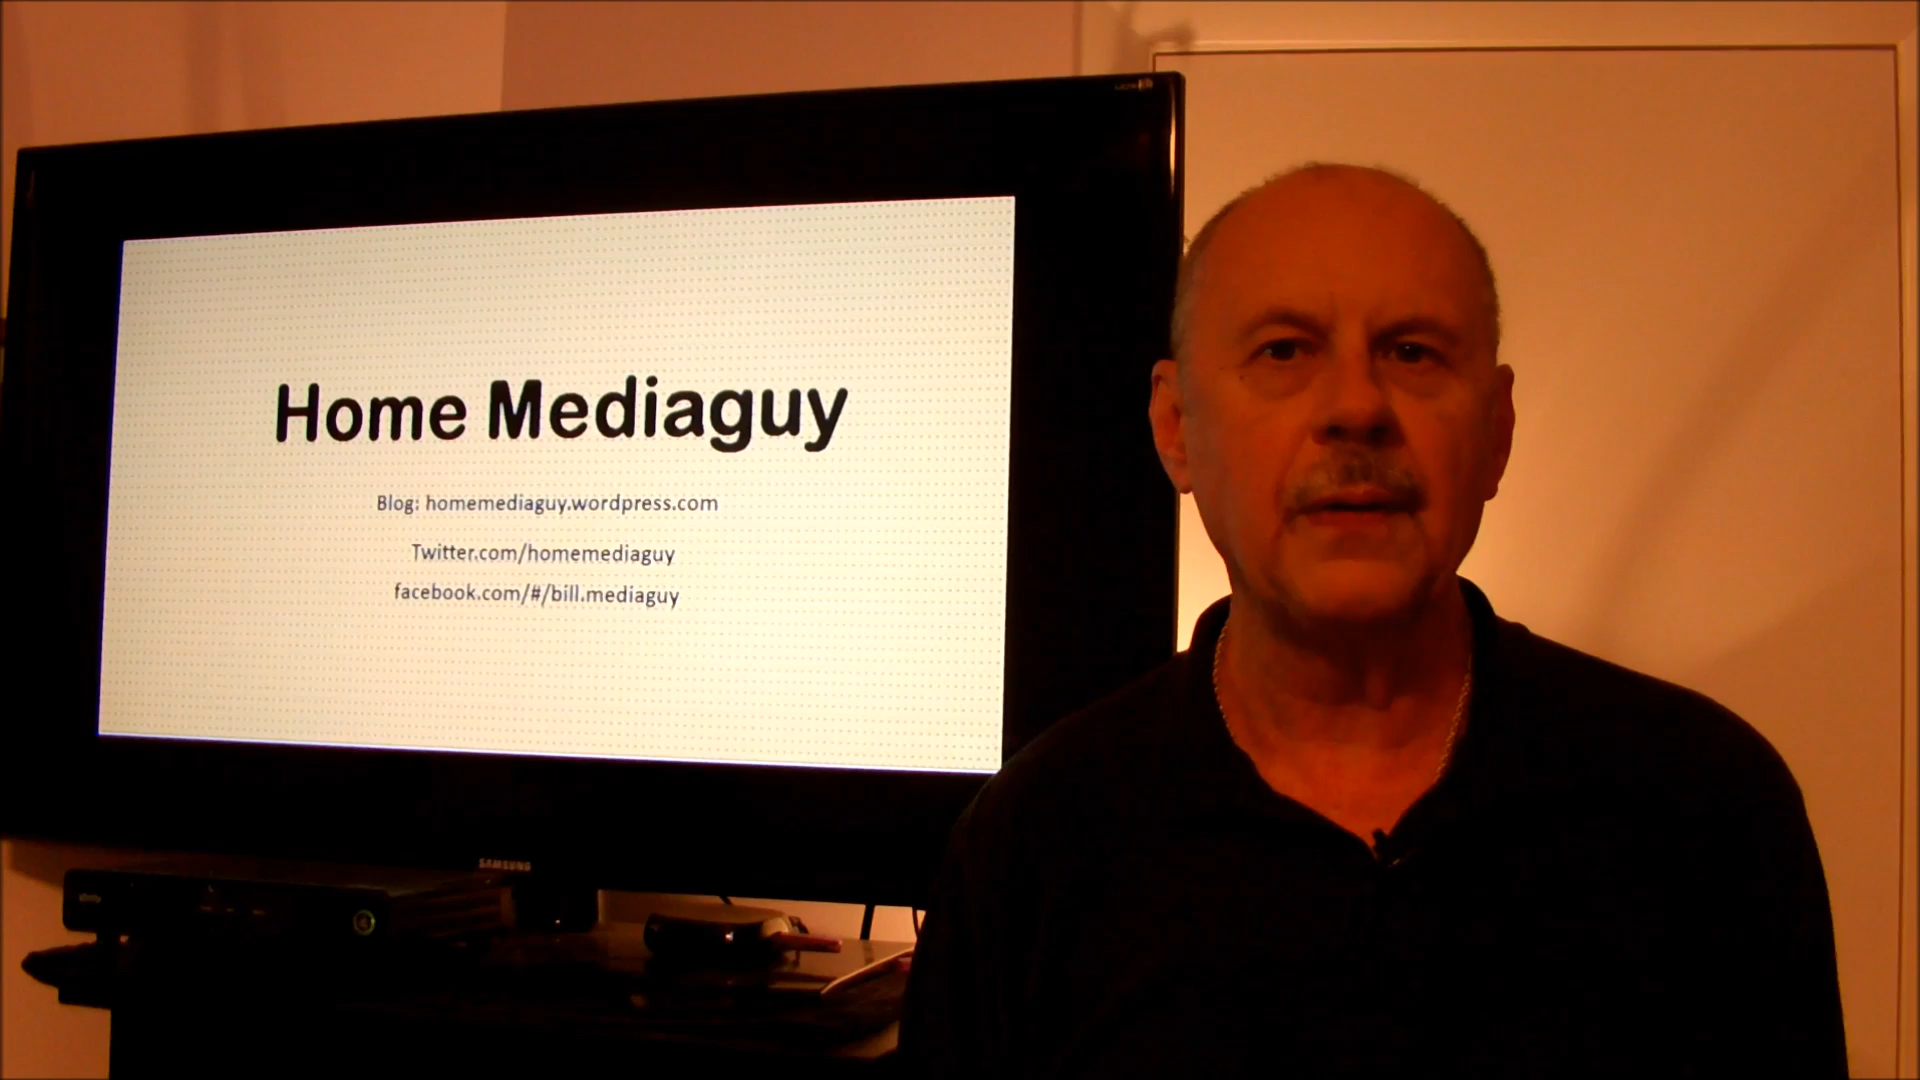 Home Mediaguy
Blog: homemediaguy.wordpress.com
Twitter.com/homemediaguy
facebook.com/#/bill.mediaguy
SAMSUNG